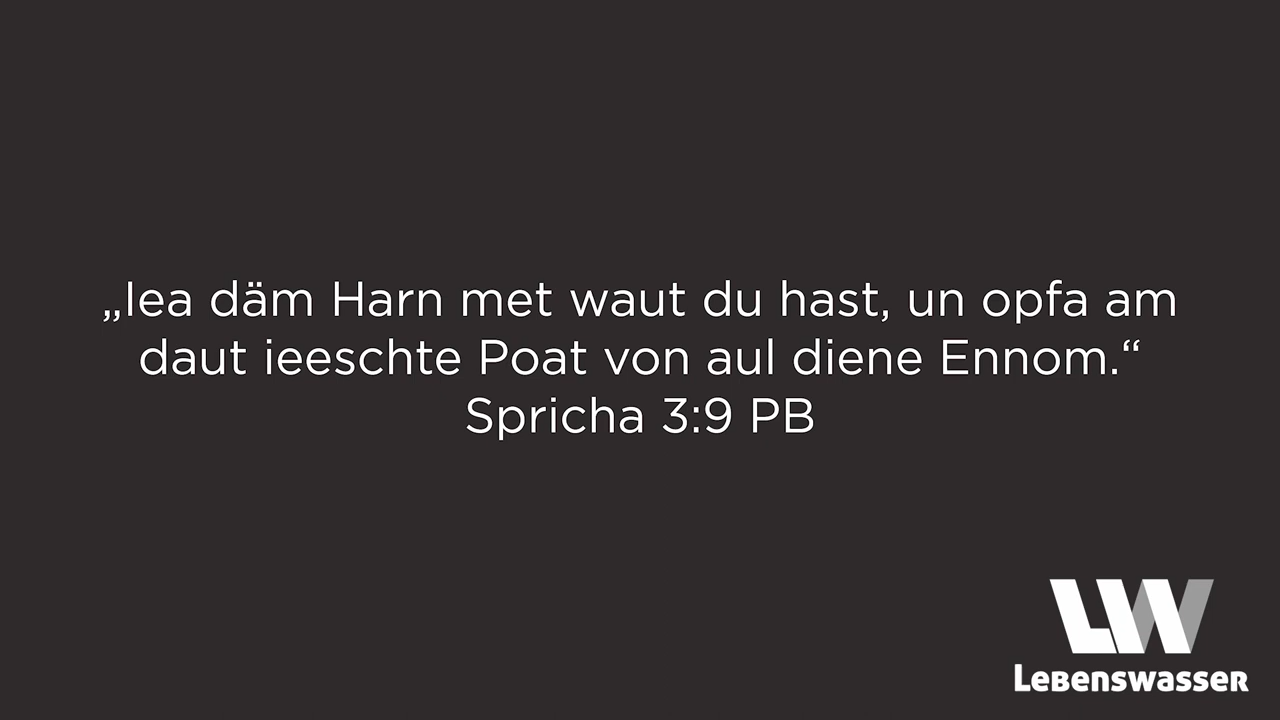 „Iea däm Harn met waut du hast, un opfa am
daut ieeschte Poat von aul diene Ennom.“
Spricha 3:9 PB
LW
LEBENSWASSER